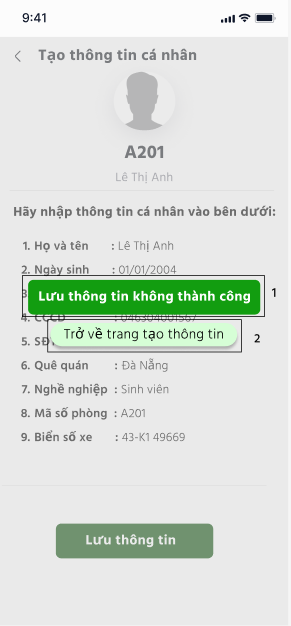 9:41
Tạo thông tin cá nhân
A201
Lê Thị Anh
Hãy nhập thông tin cá nhân vào bên dưới:
1. Họ và tên : Lê Thị Anh
2. Ngày sinh : 01/01/2004
3
Lưu thông tin không thành công
1
4. CCCD : 046304001567
5. SĐ
Trở về trang tạo thông tin
2
6. Quê quán : Đà Nẵng
7. Nghề nghiệp : Sinh viên
8. Mã số phòng : A201
9. Biển số xe : 43-K1 49669
Lưu thông tin